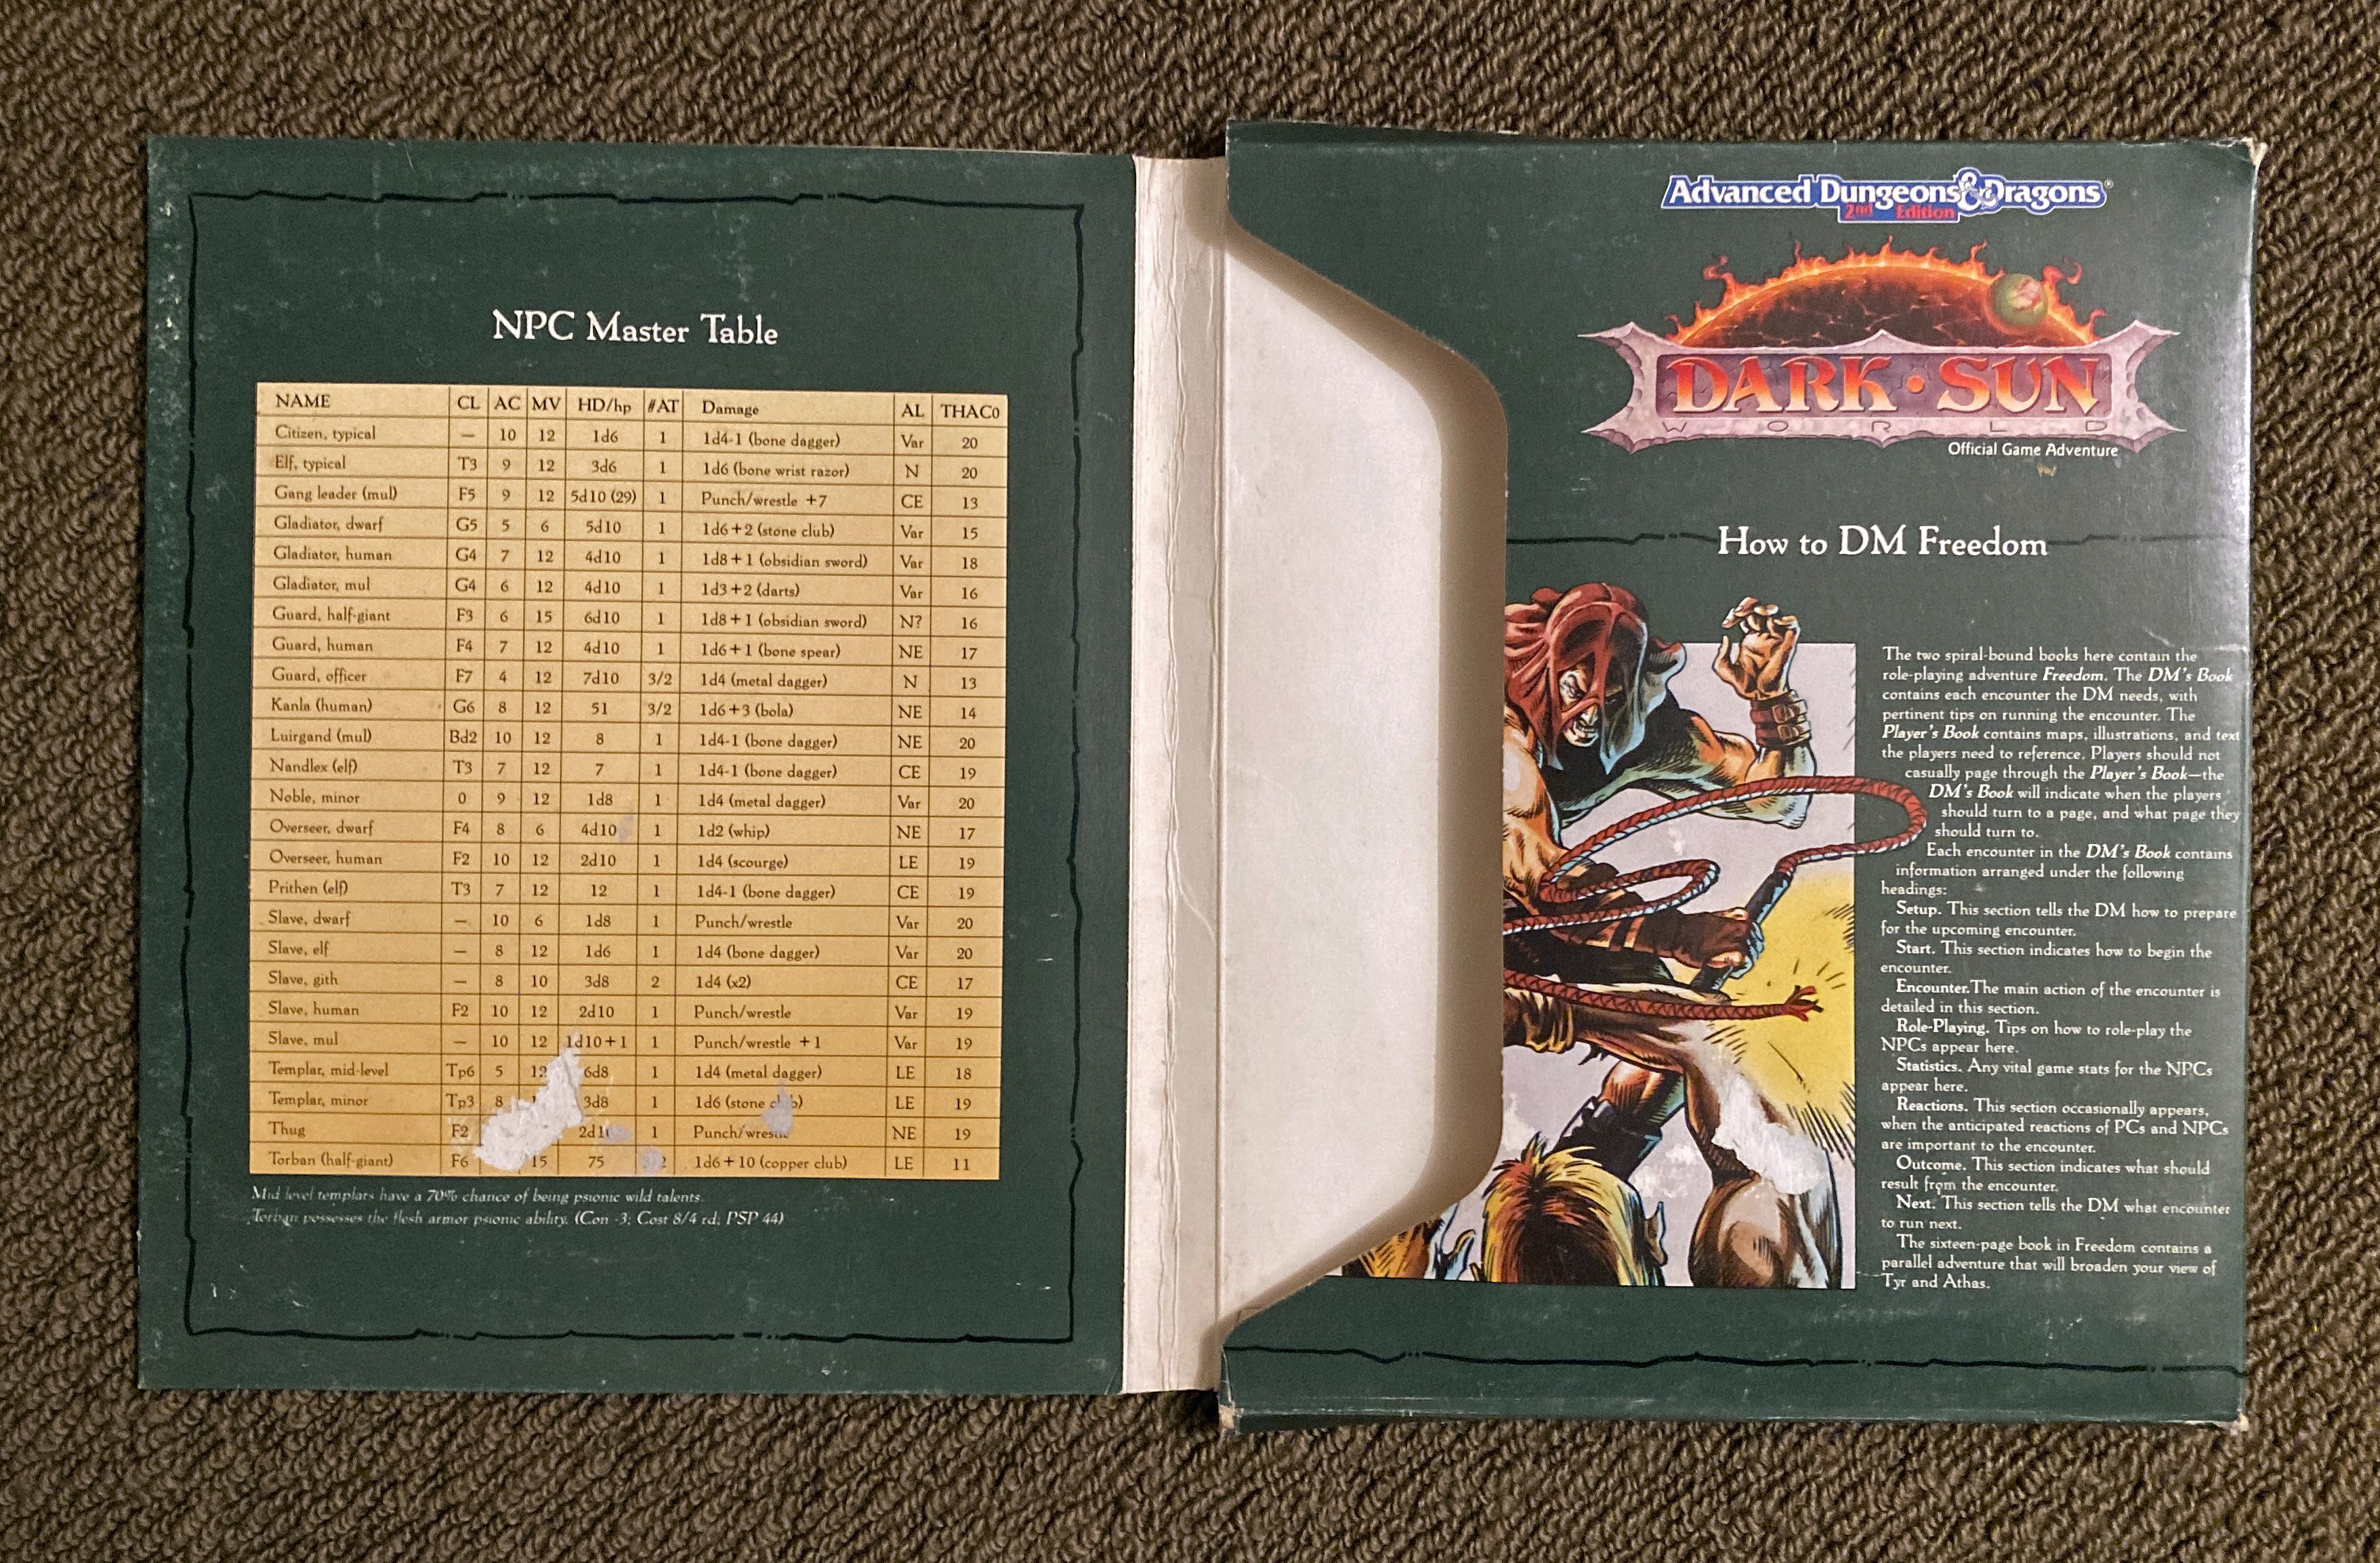 NPC Master Table
NAME CL AC MV HD/hp #AT Damage AL THAC0
Citizen, typical — 10 12 1d6 1 1d4-1 (bone dagger) Var 20
Elf, typical T3 9 12 3d6 1 1d6 (bone wrist razor) N 20
Gang leader (mul) F5 9 12 5d10 (29) 1 Punch/wrestle +7 CE 13
Gladiator, dwarf G5 5 6 5d10 1 1d6+2 (stone club) Var 15
Gladiator, human G4 7 12 4d10 1 1d8+1 (obsidian sword) Var 18
Gladiator, mul G4 6 12 4d10 1 1d3+2 (darts) Var 16
Guard, half-giant F3 6 15 6d10 1 1d8+1 (obsidian sword) N? 16
Guard, human F4 7 12 4d10 1 1d6+1 (bone spear) NE 17
Guard, officer F7 4 12 7d10 3/2 1d4 (metal dagger) N 13
Kanla (human) G6 8 12 51 3/2 1d6+3 (bola) NE 14
Luirgand (mul) Bd2 10 12 8 1 1d4-1 (bone dagger) NE 20
Nandlex (elf) T3 7 12 7 1 1d4-1 (bone dagger) CE 19
Noble, minor 0 9 12 1d8 1 1d4 (metal dagger) Var 20
Overseer, dwarf F4 8 6 4d10 1 1d2 (whip) NE 17
Overseer, human F2 10 12 2d10 1 1d4 (scourge) LE 19
Prithen (elf) T3 7 12 12 1 1d4-1 (bone dagger) CE 19
Slave, dwarf — 10 6 1d8 1 Punch/wrestle Var 20
Slave, elf — 8 12 1d6 1 1d4 (bone dagger) Var 20
Slave, gith — 8 10 3d8 2 1d4 (x2) CE 17
Slave, human F2 10 12 2d10 1 Punch/wrestle Var 19
Slave, mul — 10 12 1d10+1 1 Punch/wrestle +1 Var 19
Templar, mid-level Tp6 5 12 6d8 1 1d4 (metal dagger) LE 18
Templar, minor Tp3 8 3d8 1 1d6 (stone LE 19
Thug F2 1 NE 19
Torban (half-giant) F6 15 75 1d6+10 (copper club) LE 11
Mid level templars have a 70% chance of being psionic wild talents.
Torban possesses the flesh armor psionic ability. (Con -3; Cost 8/4 rd; PSP 44)
Advanced Dungeons & Dragons®
2nd Edition
DARK • SUN
WORLD
Official Game Adventure
How to DM Freedom
The two spiral-bound books here contain the
role-playing adventure Freedom. The DM's Book
contains each encounter the DM needs, with
pertinent tips on running the encounter. The
Player's Book contains maps, illustrations, and text
the players need to reference. Players should not
casually page through the Player's Book—the
DM's Book will indicate when the players
should turn to a page, and what page they
should turn to.
Each encounter in the DM's Book contains
information arranged under the following
headings:
Setup. This section tells the DM how to prepare
for the upcoming encounter.
Start. This section indicates how to begin the
encounter.
Encounter.The main action of the encounter is
detailed in this section.
Role-Playing. Tips on how to role-play the
NPCs appear here.
Statistics. Any vital game stats for the NPCs
appear here.
Reactions. This section occasionally appears,
when the anticipated reactions of PCs and NPCs
are important to the encounter.
Outcome. This section indicates what should
result from the encounter.
Next. This section tells the DM what encounter
to run next.
The sixteen-page book in Freedom contains a
parallel adventure that will broaden your view of
Tyr and Athas.